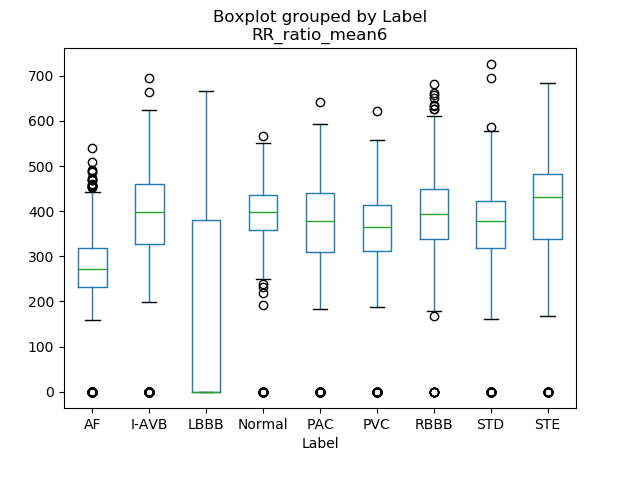 Boxplot grouped by Label
RR_ratio_mean6
700
600
500
400
300
200
100
0
AF I-AVB LBBB Normal PAC PVC RBBB STD STE
Label